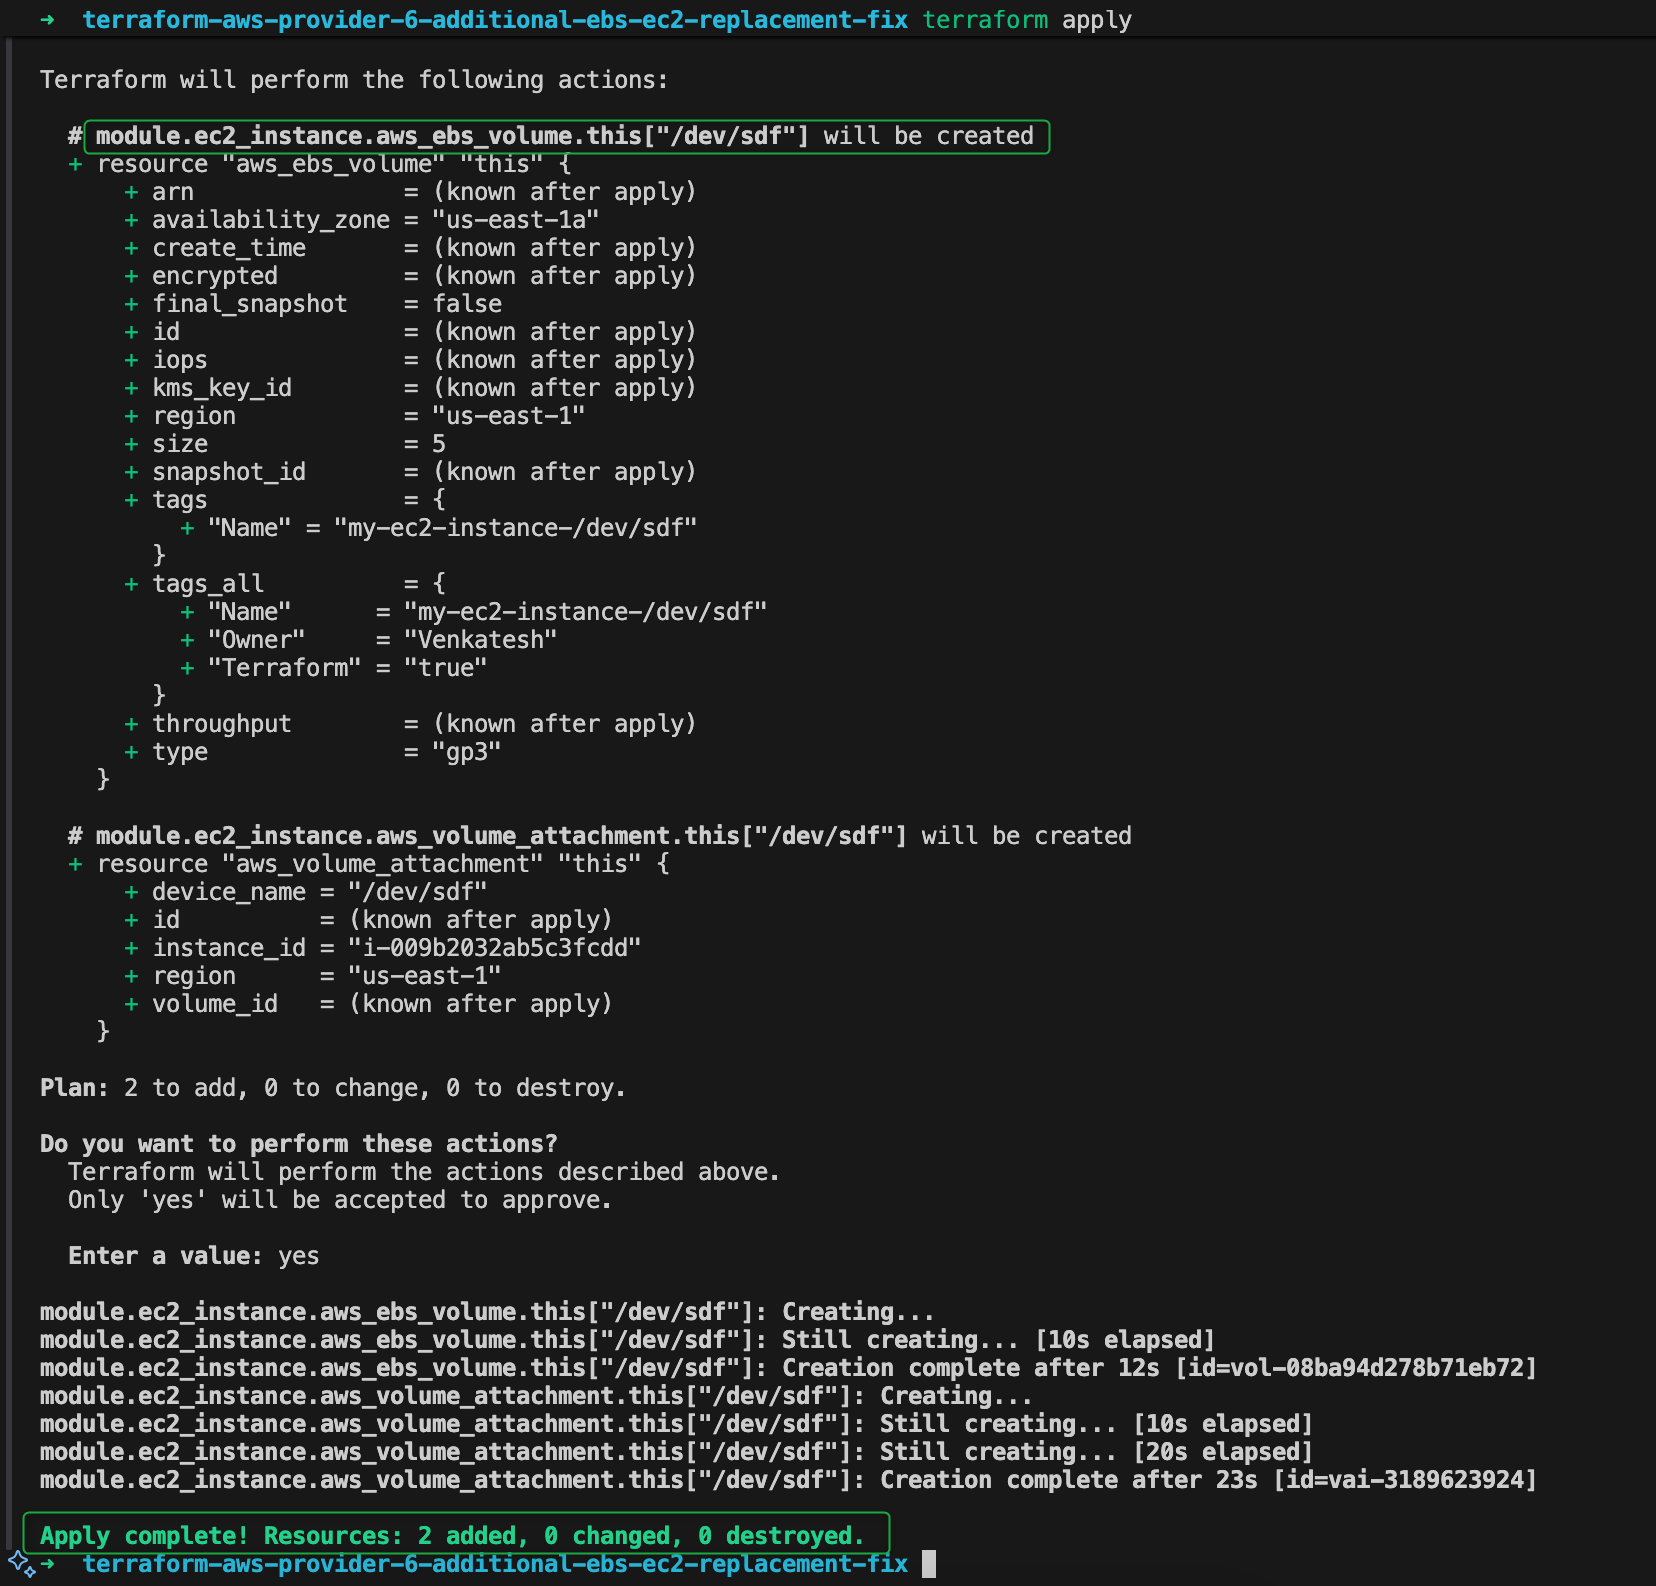 ➜  terraform-aws-provider-6-additional-ebs-ec2-replacement-fix terraform apply
Terraform will perform the following actions:
  # module.ec2_instance.aws_ebs_volume.this["/dev/sdf"] will be created
  + resource "aws_ebs_volume" "this" {
      + arn               = (known after apply)
      + availability_zone = "us-east-1a"
      + create_time       = (known after apply)
      + encrypted         = (known after apply)
      + final_snapshot    = false
      + id                = (known after apply)
      + iops              = (known after apply)
      + kms_key_id        = (known after apply)
      + region            = "us-east-1"
      + size              = 5
      + snapshot_id       = (known after apply)
      + tags              = {
          + "Name" = "my-ec2-instance-/dev/sdf"
        }
      + tags_all          = {
          + "Name"      = "my-ec2-instance-/dev/sdf"
          + "Owner"     = "Venkatesh"
          + "Terraform" = "true"
        }
      + throughput        = (known after apply)
      + type              = "gp3"
    }
  # module.ec2_instance.aws_volume_attachment.this["/dev/sdf"] will be created
  + resource "aws_volume_attachment" "this" {
      + device_name = "/dev/sdf"
      + id          = (known after apply)
      + instance_id = "i-009b2032ab5c3fcdd"
      + region      = "us-east-1"
      + volume_id   = (known after apply)
    }
Plan: 2 to add, 0 to change, 0 to destroy.
Do you want to perform these actions?
  Terraform will perform the actions described above.
  Only 'yes' will be accepted to approve.
  Enter a value: yes
module.ec2_instance.aws_ebs_volume.this["/dev/sdf"]: Creating...
module.ec2_instance.aws_ebs_volume.this["/dev/sdf"]: Still creating... [10s elapsed]
module.ec2_instance.aws_ebs_volume.this["/dev/sdf"]: Creation complete after 12s [id=vol-08ba94d278b71eb72]
module.ec2_instance.aws_volume_attachment.this["/dev/sdf"]: Creating...
module.ec2_instance.aws_volume_attachment.this["/dev/sdf"]: Still creating... [10s elapsed]
module.ec2_instance.aws_volume_attachment.this["/dev/sdf"]: Still creating... [20s elapsed]
module.ec2_instance.aws_volume_attachment.this["/dev/sdf"]: Creation complete after 23s [id=vai-3189623924]
Apply complete! Resources: 2 added, 0 changed, 0 destroyed.
➜  terraform-aws-provider-6-additional-ebs-ec2-replacement-fix